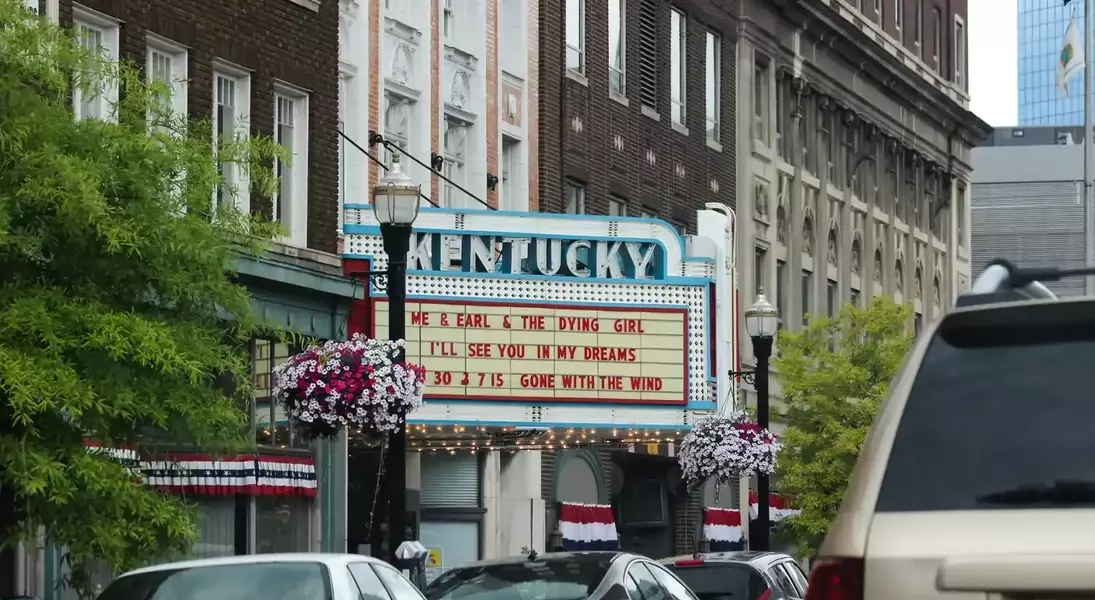 KENTUCKY
ME & EARL & THE DYING GIRL
I'LL SEE YOU IN MY DREAMS
30 2 7 15 GONE WITH THE WIND